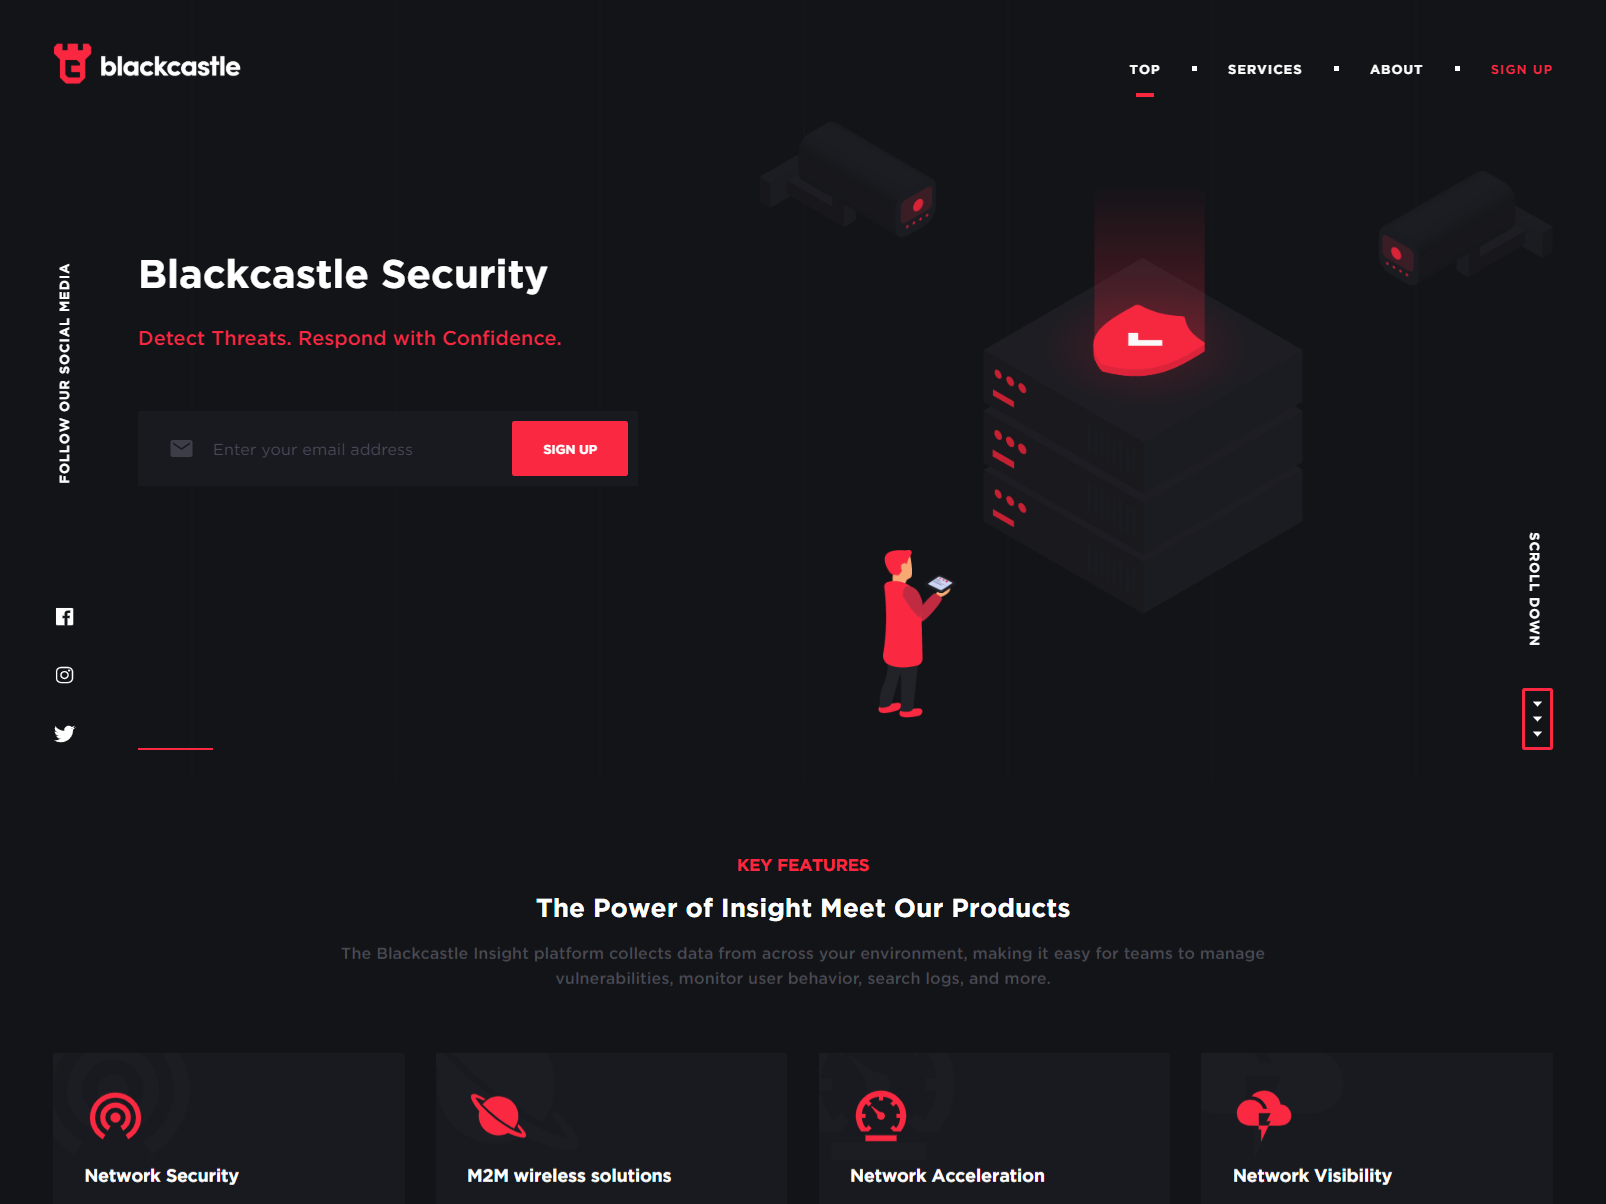 blackcastle
TOP
SERVICES
ABOUT
SIGN UP
FOLLOW OUR SOCIAL MEDIA
Blackcastle Security
Detect Threats. Respond with Confidence.
Enter your email address
SIGN UP
SCROLL DOWN
KEY FEATURES
The Power of Insight Meet Our Products
The Blackcastle Insight platform collects data from across your environment, making it easy for teams to manage
vulnerabilities, monitor user behavior, search logs, and more.
Network Security
M2M wireless solutions
Network Acceleration
Network Visibility